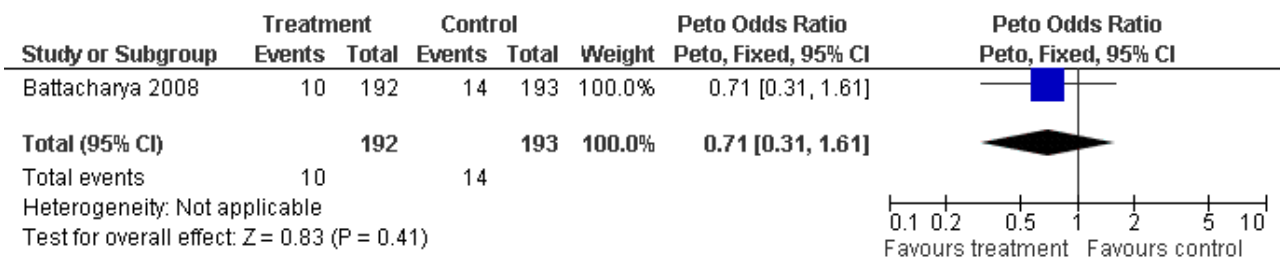 Treatment Control Peto Odds Ratio Peto Odds Ratio
Study or Subgroup Events Total Events Total Weight Peto, Fixed, 95% CI Peto, Fixed, 95% CI
Battacharya 2008 10 192 14 193 100.0% 0.71 [0.31, 1.61]
Total (95% CI) 192 193 100.0% 0.71 [0.31, 1.61]
Total events 10 14
Heterogeneity: Not applicable
Test for overall effect: Z = 0.83 (P = 0.41)
0.1 0.2 0.5 1 2 5 10
Favours treatment Favours control